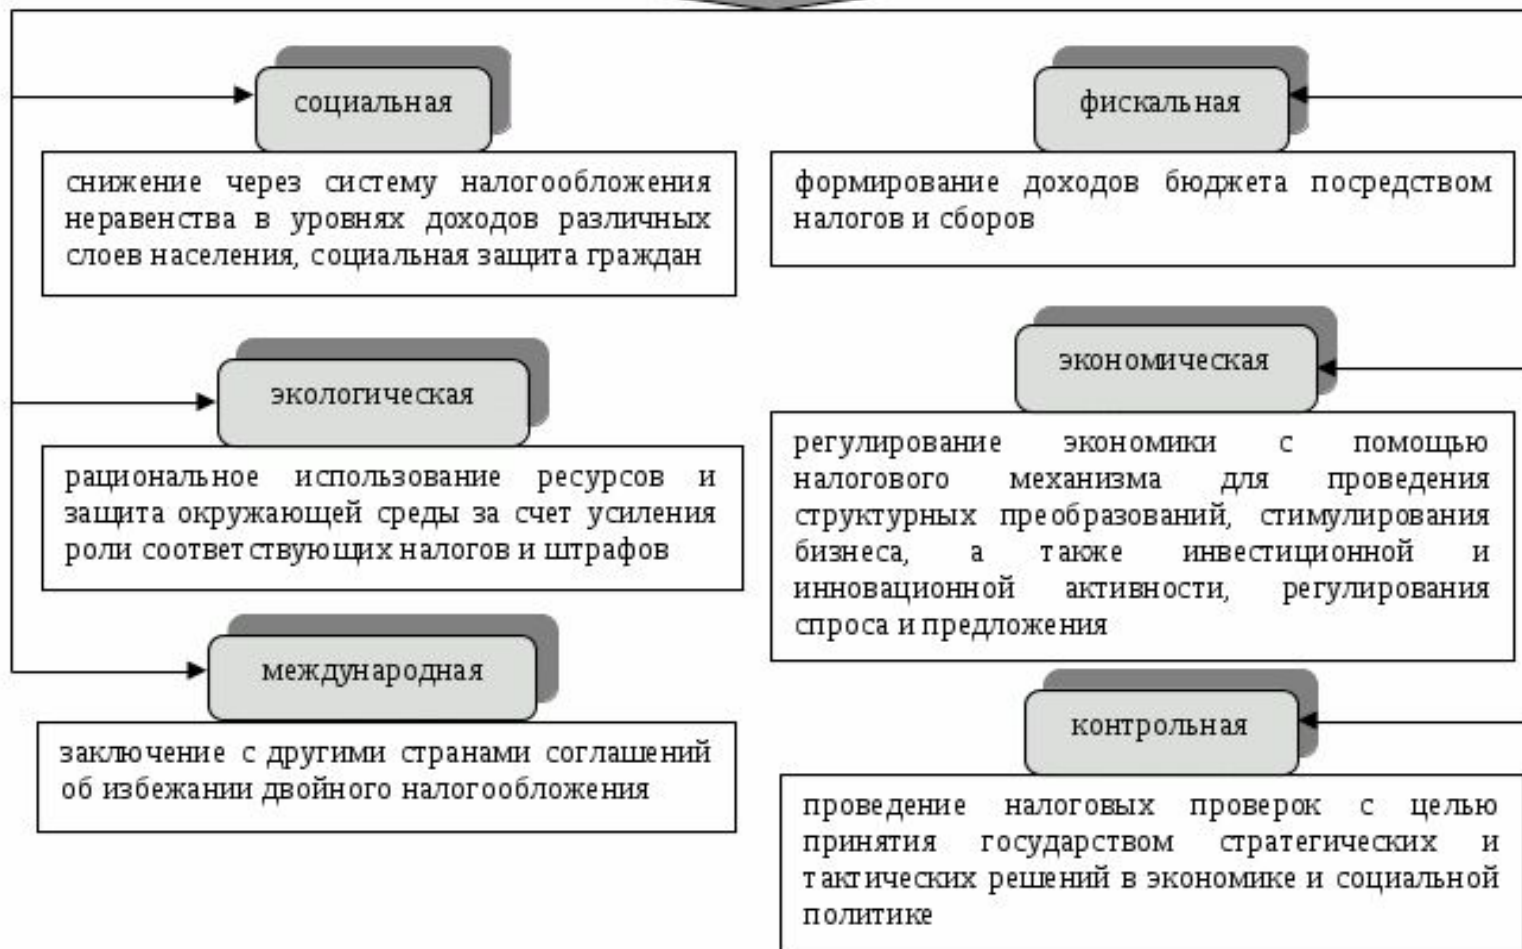 социальная
снижение через систему налогообложения
неравенства в уровнях доходов различных
слоев населения, социальная защита граждан
экологическая
рациональное использование ресурсов и
защита окружающей среды за счет усиления
роли соответствующих налогов и штрафов
международная
заключение с другими странами соглашений
об избежании двойного налогообложения
фискальная
формирование доходов бюджета посредством
налогов и сборов
экономическая
регулирование экономики с помощью
налогового механизма для проведения
структурных преобразований, стимулирования
бизнеса, а также инвестиционной и
инновационной активности, регулирования
спроса и предложения
контрольная
проведение налоговых проверок с целью
принятия государством стратегических и
тактических решений в экономике и социальной
политике